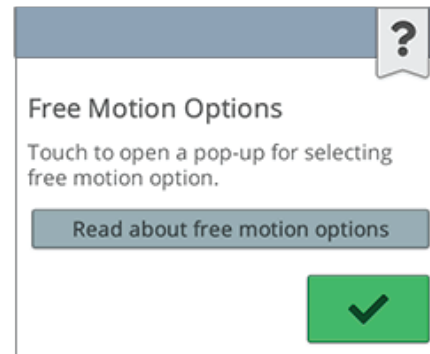 ?
Free Motion Options
Touch to open a pop-up for selecting
free motion option.
Read about free motion options